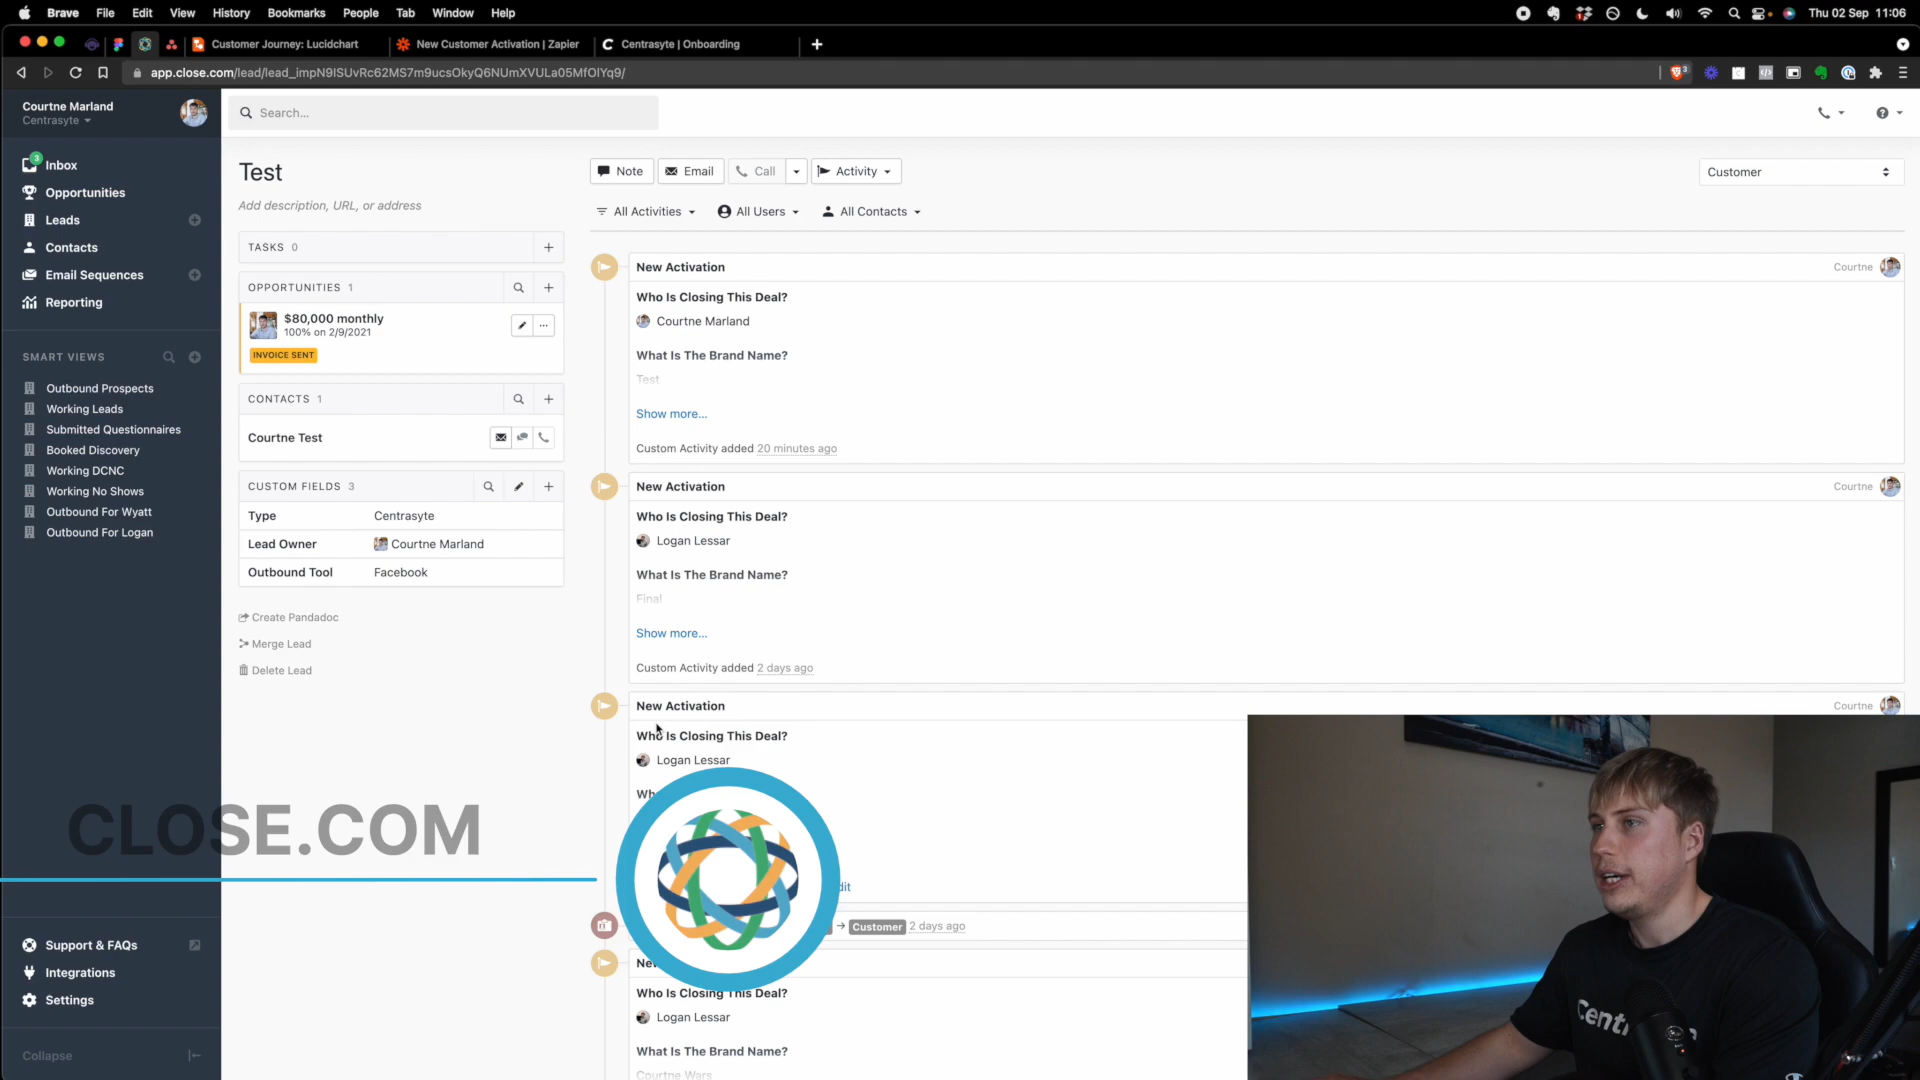 Brave File Edit View History Bookmarks People Tab Window Help
Thu 02 Sep 11:06
Customer Journey: Lucidchart
New Customer Activation | Zapier
Centrasyte | Onboarding
app.close.com/lead/lead_impN9ISUvRc62MS7m9ucsOkyQ6NUmXVULa05MfOlYq9/
Courtne Marland
Centrasyte
3
Inbox
Opportunities
Leads
Contacts
Email Sequences
Reporting
SMART VIEWS
Outbound Prospects
Working Leads
Submitted Questionnaires
Booked Discovery
Working DCNC
Working No Shows
Outbound For Wyatt
Outbound For Logan
Support & FAQs
Integrations
Settings
Collapse
Search...
Test
Add description, URL, or address
TASKS 0
OPPORTUNITIES 1
$80,000 monthly
100% on 2/9/2021
INVOICE SENT
CONTACTS 1
Courtne Test
CUSTOM FIELDS 3
Type Centrasyte
Lead Owner Courtne Marland
Outbound Tool Facebook
Create Pandadoc
Merge Lead
Delete Lead
Note Email Call Activity
Customer
All Activities All Users All Contacts
New Activation
Courtne
Who Is Closing This Deal?
Courtne Marland
What Is The Brand Name?
Test
Show more...
Custom Activity added 20 minutes ago
New Activation
Courtne
Who Is Closing This Deal?
Logan Lessar
What Is The Brand Name?
Final
Show more...
Custom Activity added 2 days ago
New Activation
Courtne
Who Is Closing This Deal?
Logan Lessar
Customer 2 days ago
Who Is Closing This Deal?
Logan Lessar
What Is The Brand Name?
Courtne Wars
CLOSE.COM